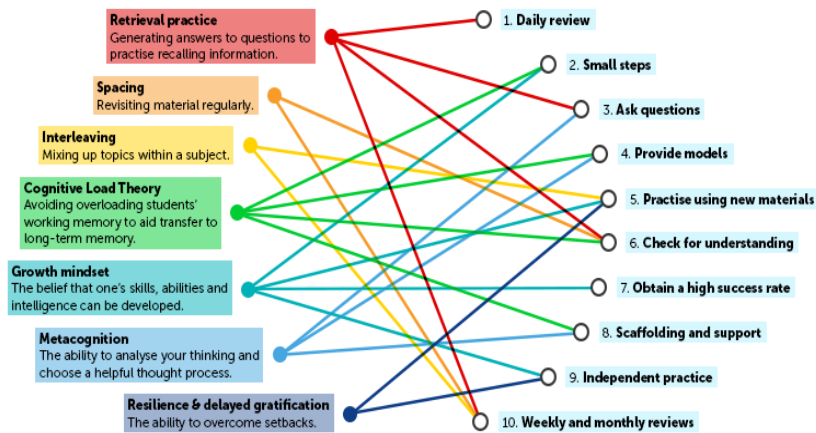 Retrieval practice
Generating answers to questions to
practise recalling information.
Spacing
Revisiting material regularly.
Interleaving
Mixing up topics within a subject.
Cognitive Load Theory
Avoiding overloading students’
working memory to aid transfer to
long-term memory.
Growth mindset
The belief that one’s skills, abilities and
intelligence can be developed.
Metacognition
The ability to analyse your thinking and
choose a helpful thought process.
Resilience & delayed gratification
The ability to overcome setbacks.
1. Daily review
2. Small steps
3. Ask questions
4. Provide models
5. Practise using new materials
6. Check for understanding
7. Obtain a high success rate
8. Scaffolding and support
9. Independent practice
10. Weekly and monthly reviews